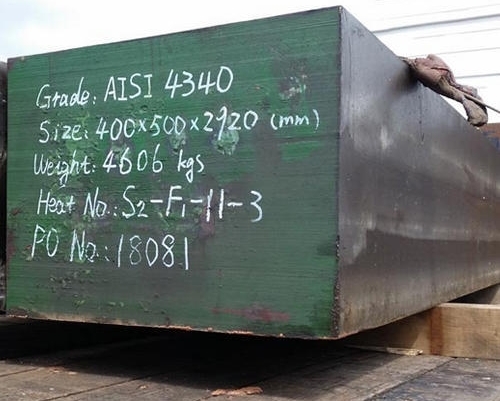 Grade: AISI 4340
Size: 400×500×2920 (mm)
Weight: 4606 kgs
Heat No.: S2-F1-11-3
PO No.: 18081